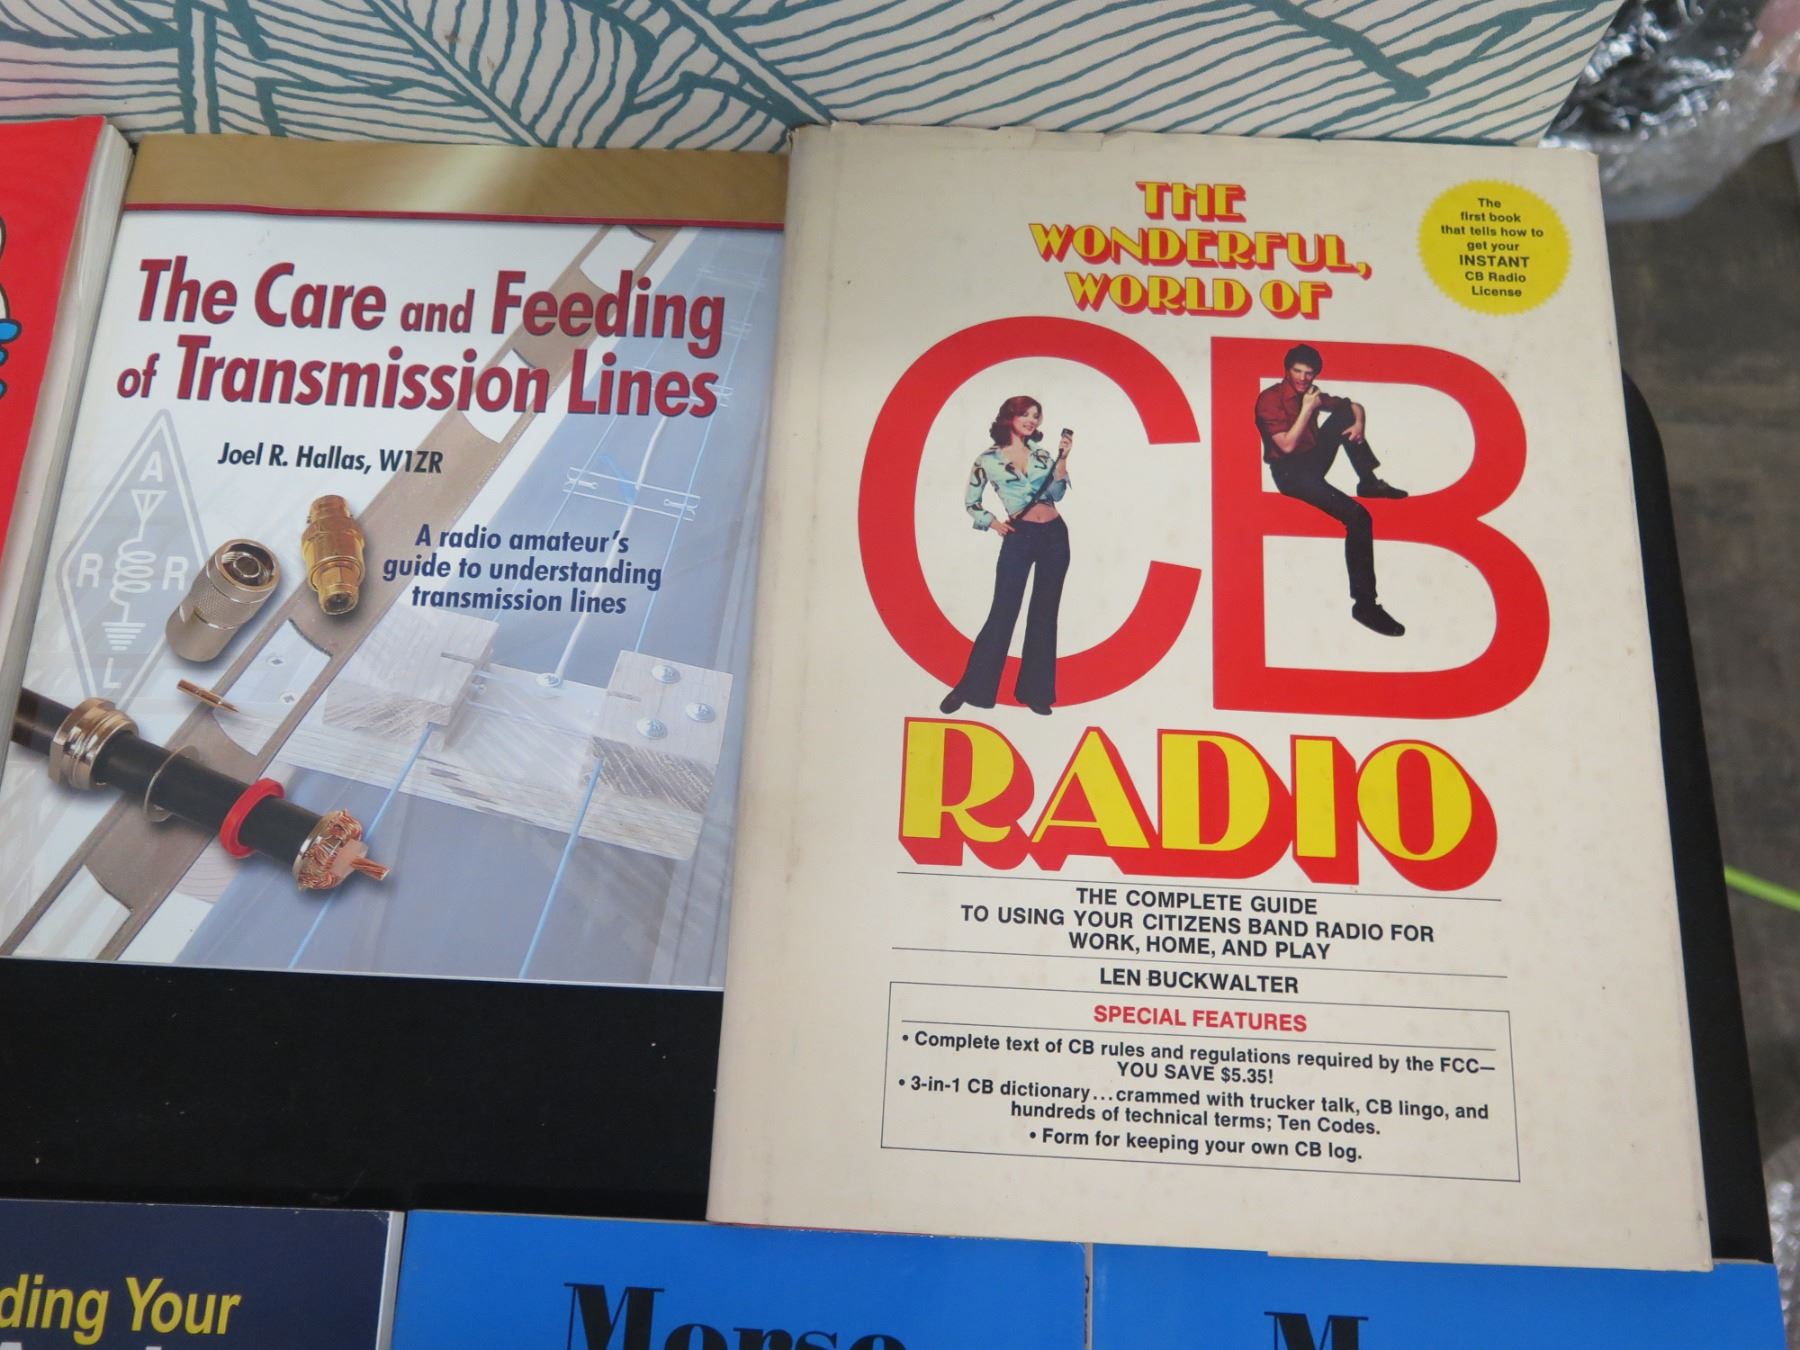 The Care and Feeding
of Transmission Lines
Joel R. Hallas, W1ZR
A radio amateur's
guide to understanding
transmission lines
A
R R
L
THE
WONDERFUL,
WORLD OF
CB
RADIO
The
first book
that tells how to
get your
INSTANT
CB Radio
License
THE COMPLETE GUIDE
TO USING YOUR CITIZENS BAND RADIO FOR
WORK, HOME, AND PLAY
LEN BUCKWALTER
SPECIAL FEATURES
• Complete text of CB rules and regulations required by the FCC—
YOU SAVE $5.35!
• 3-in-1 CB dictionary...crammed with trucker talk, CB lingo, and
hundreds of technical terms; Ten Codes.
• Form for keeping your own CB log.
ding Your
Morse
M